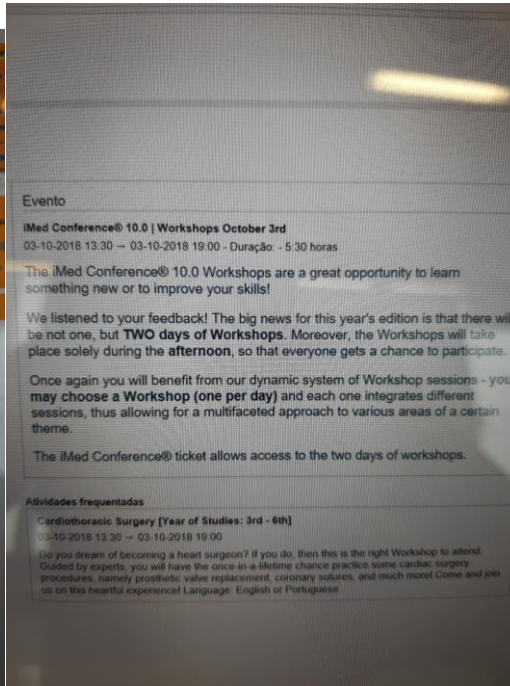 Evento
iMed Conference® 10.0 | Workshops October 3rd
03-10-2018 13:30 → 03-10-2018 19:00 - Duração: - 5:30 horas
The iMed Conference® 10.0 Workshops are a great opportunity to learn
something new or to improve your skills!
We listened to your feedback! The big news for this year's edition is that there will
be not one, but TWO days of Workshops. Moreover, the Workshops will take
place solely during the afternoon, so that everyone gets a chance to participate.
Once again you will benefit from our dynamic system of Workshop sessions - you
may choose a Workshop (one per day) and each one integrates different
sessions, thus allowing for a multifaceted approach to various areas of a certain
theme.
The iMed Conference® ticket allows access to the two days of workshops.
Atividades frequentadas
Cardiothoracic Surgery [Year of Studies: 3rd - 6th]
03-10-2018 13:30 → 03-10-2018 19:00
Do you dream of becoming a heart surgeon? If you do, then this is the right Workshop to attend.
Guided by experts, you will have the once-in-a-lifetime chance practice some cardiac surgery
procedures, namely prosthetic valve replacement, coronary sutures, and much more! Come and join
us on this heartful experience! Language: English or Portuguese